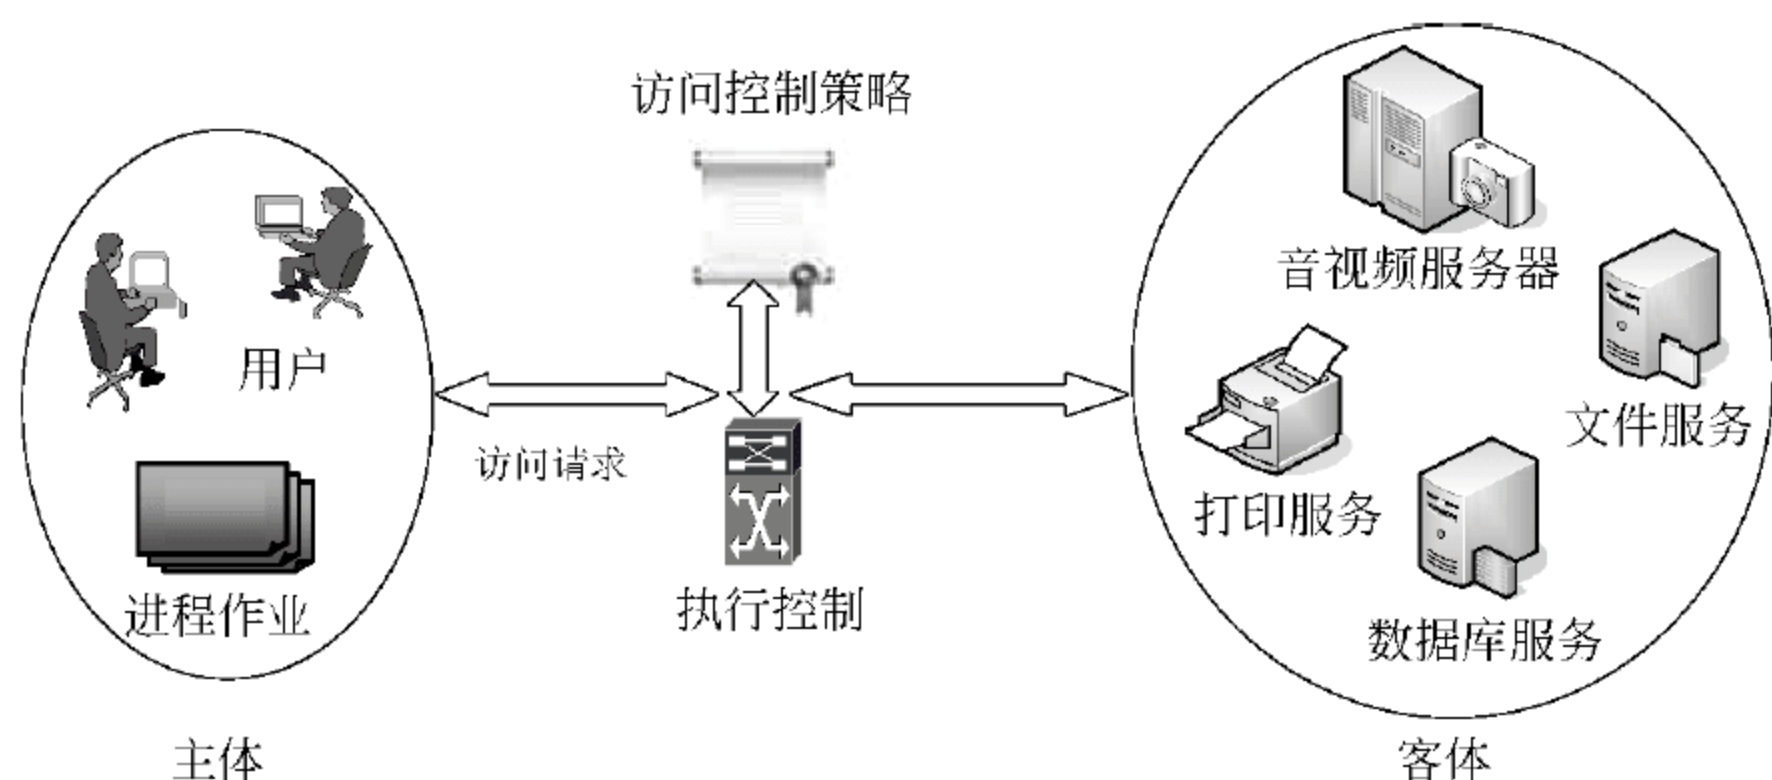 访问控制策略
用户
进程作业
主体
访问请求
执行控制
音视频服务器
文件服务
打印服务
数据库服务
客体